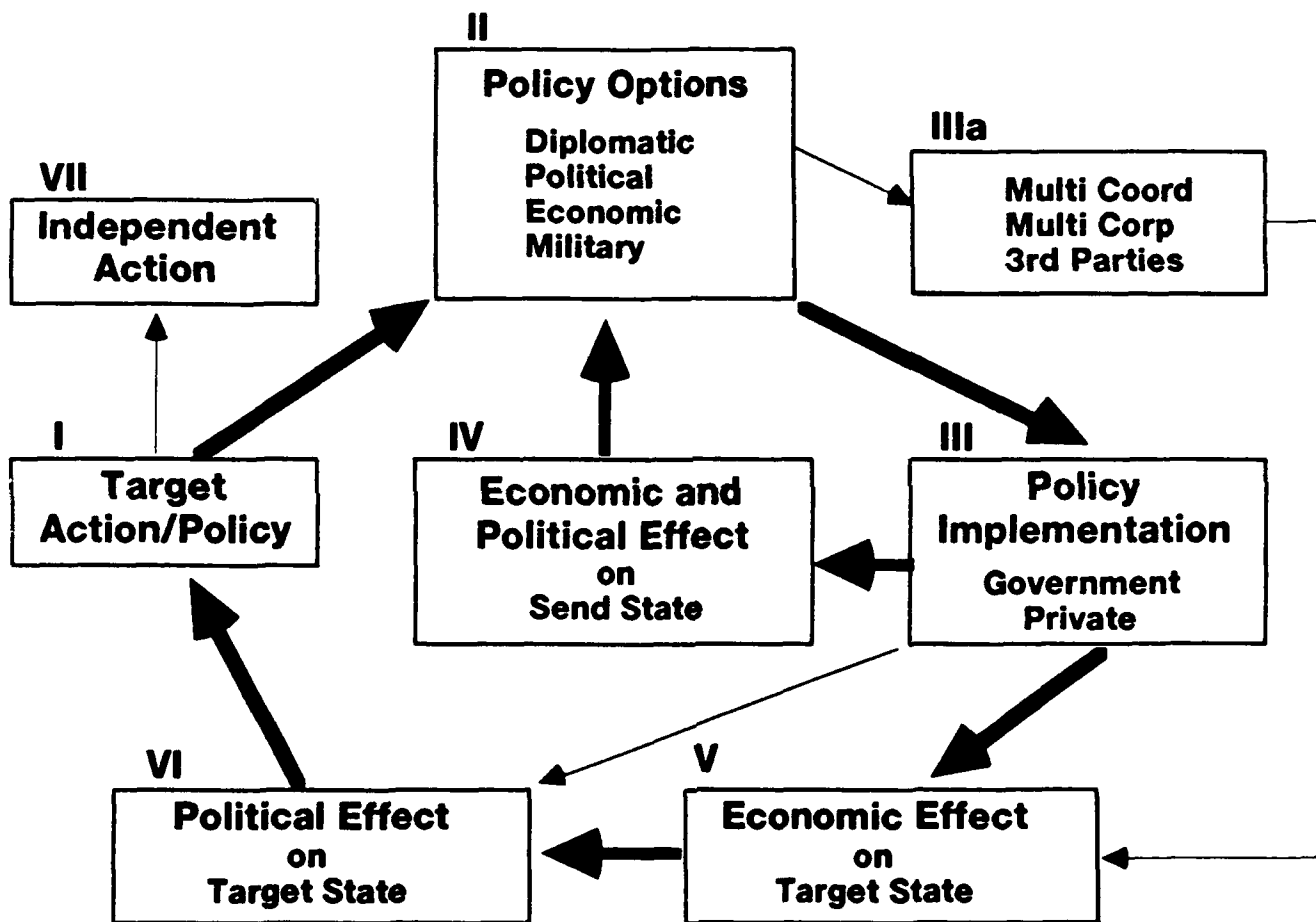 II
Policy Options
Diplomatic
Political
Economic
Military
IIIa
Multi Coord
Multi Corp
3rd Parties
VII
Independent
Action
I
Target
Action/Policy
IV
Economic and
Political Effect
on
Send State
III
Policy
Implementation
Government
Private
VI
Political Effect
on
Target State
V
Economic Effect
on
Target State